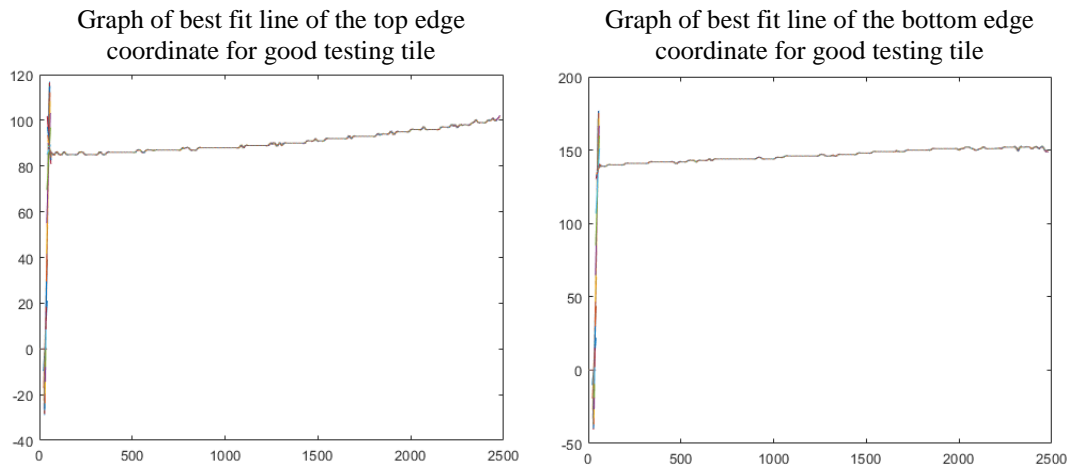 Graph of best fit line of the top edge
coordinate for good testing tile
120
100
80
60
40
20
0
-20
-40
0 500 1000 1500 2000 2500
Graph of best fit line of the bottom edge
coordinate for good testing tile
200
150
100
50
0
-50
0 500 1000 1500 2000 2500